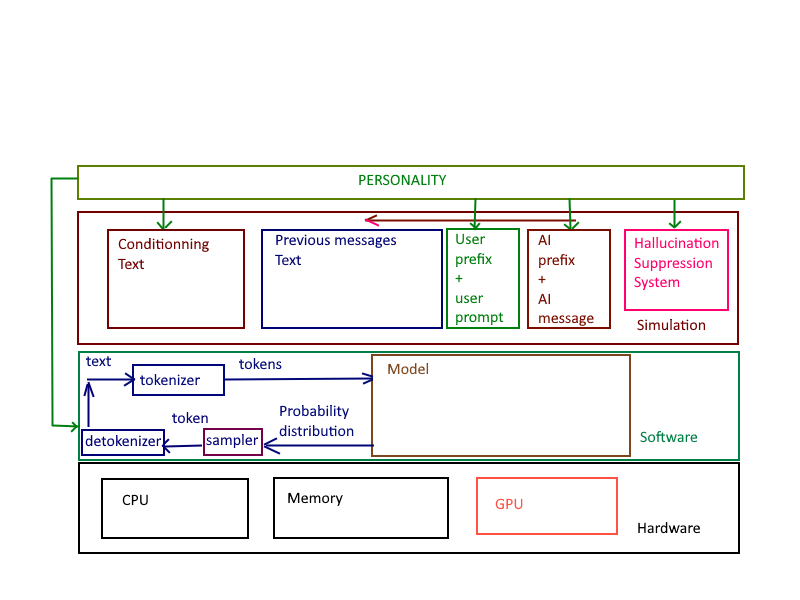 PERSONALITY
Conditionning
Text
Previous messages
Text
User
prefix
+
user
prompt
AI
prefix
+
AI
message
Hallucination
Suppression
System
Simulation
text
tokenizer
tokens
Model
detokenizer
token
sampler
Probability
distribution
Software
CPU
Memory
GPU
Hardware